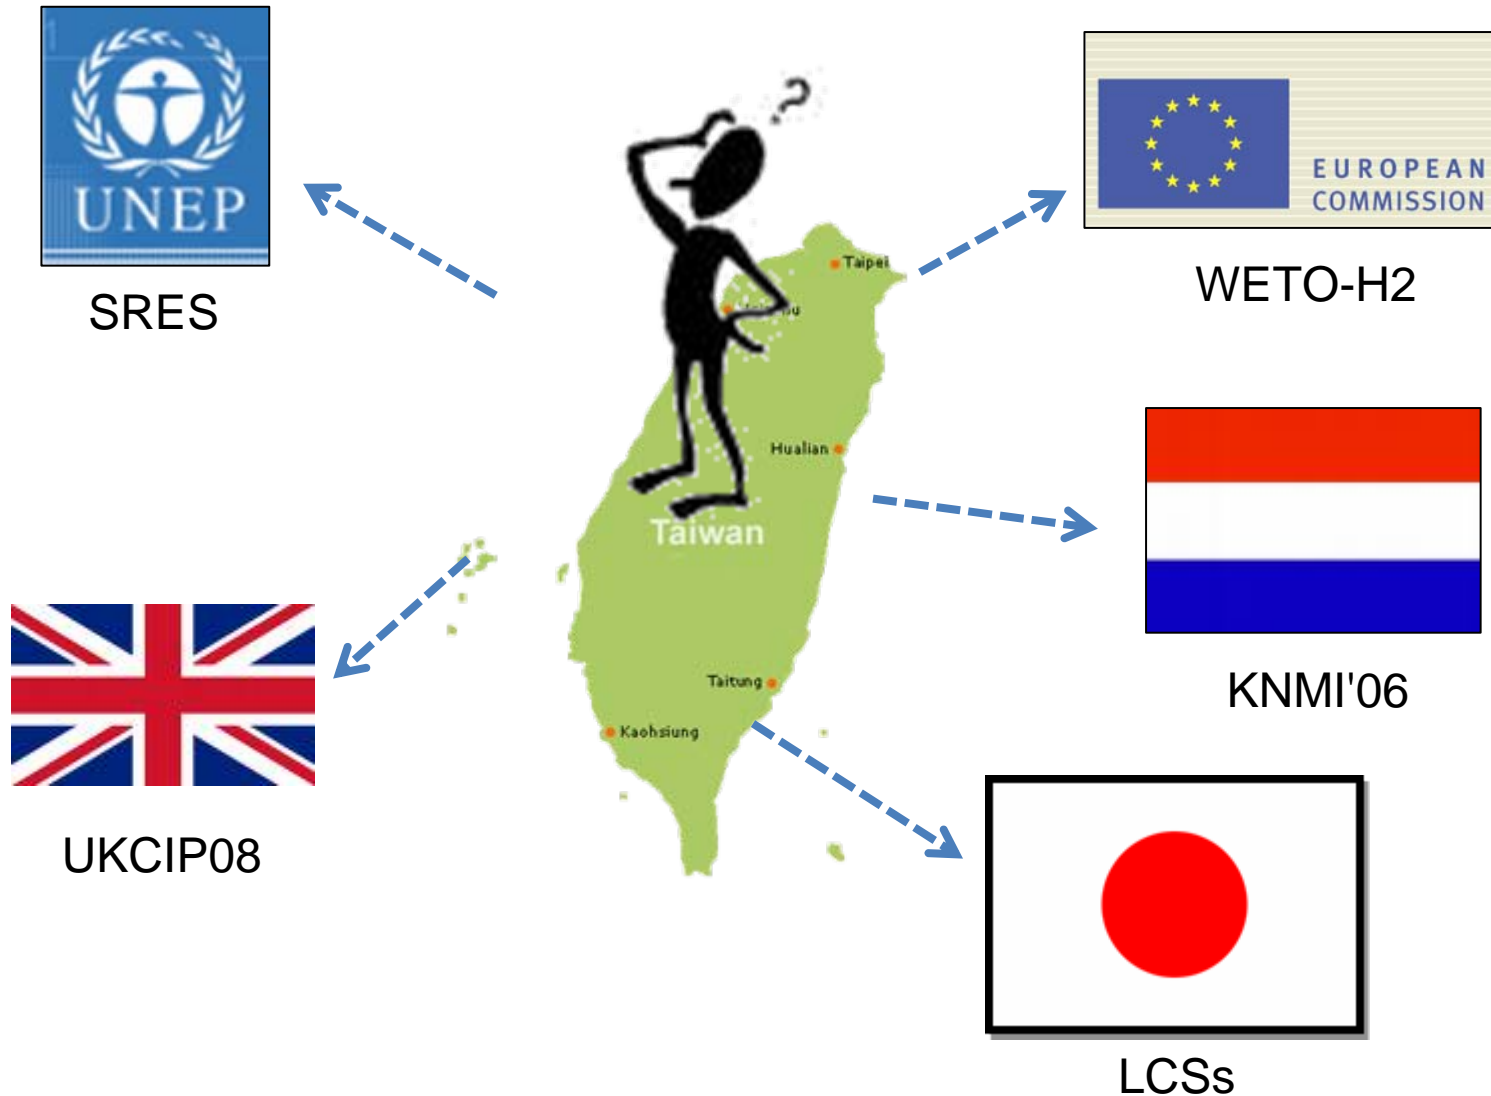 UNEP
SRES
?
Taipei
EUROPEAN
COMMISSION
WETO-H2
Hualian
Taiwan
KNMI'06
Taitung
Kaohsiung
UKCIP08
LCSs